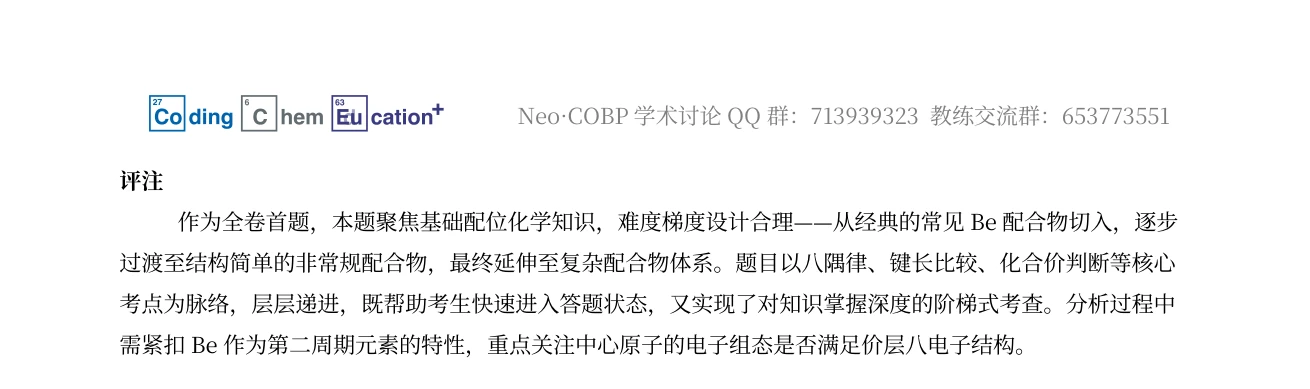 27 Coding 6 Chem 63 Eucation+ Neo·COBP 学术讨论 QQ 群：713939323 教练交流群：653773551
评注
作为全卷首题，本题聚焦基础配位化学知识，难度梯度设计合理——从经典的常见 Be 配合物切入，逐步
过渡至结构简单的非常规配合物，最终延伸至复杂配合物体系。题目以八隅律、键长比较、化合价判断等核心
考点为脉络，层层递进，既帮助考生快速进入答题状态，又实现了对知识掌握深度的阶梯式考查。分析过程中
需紧扣 Be 作为第二周期元素的特性，重点关注中心原子的电子组态是否满足价层八电子结构。